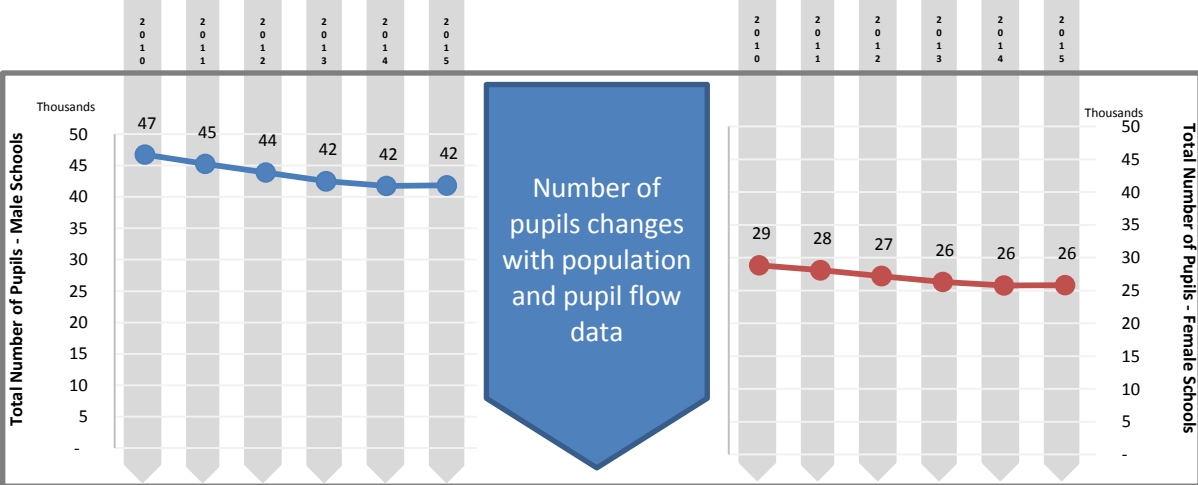 2010 2011 2012 2013 2014 2015
2010 2011 2012 2013 2014 2015
Total Number of Pupils - Male Schools
Thousands
50
45
40
35
30
25
20
15
10
5
-
47 45 44 42 42 42
Number of
pupils changes
with population
and pupil flow
data
29 28 27 26 26 26
Thousands
50
45
40
35
30
25
20
15
10
5
-
Total Number of Pupils - Female Schools